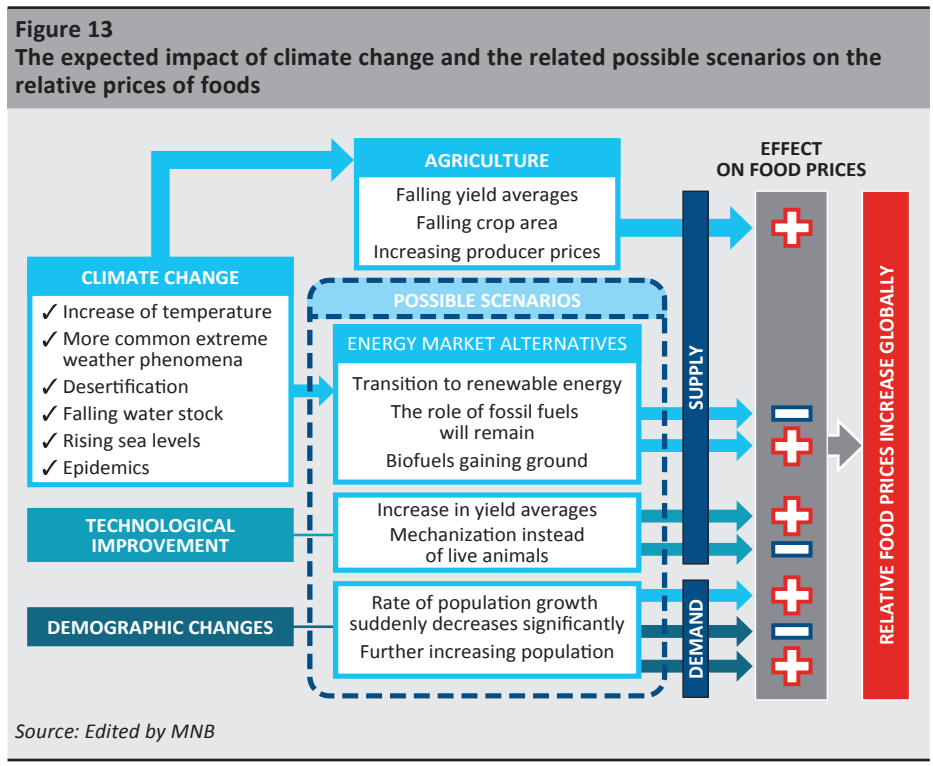 Figure 13
The expected impact of climate change and the related possible scenarios on the
relative prices of foods
EFFECT
ON FOOD PRICES
AGRICULTURE
Falling yield averages
Falling crop area
Increasing producer prices
CLIMATE CHANGE
✓ Increase of temperature
✓ More common extreme
weather phenomena
✓ Desertification
✓ Falling water stock
✓ Rising sea levels
✓ Epidemics
POSSIBLE SCENARIOS
ENERGY MARKET ALTERNATIVES
Transition to renewable energy
The role of fossil fuels
will remain
Biofuels gaining ground
TECHNOLOGICAL
IMPROVEMENT
Increase in yield averages
Mechanization instead
of live animals
DEMOGRAPHIC CHANGES
Rate of population growth
suddenly decreases significantly
Further increasing population
SUPPLY
DEMAND
RELATIVE FOOD PRICES INCREASE GLOBALLY
Source: Edited by MNB